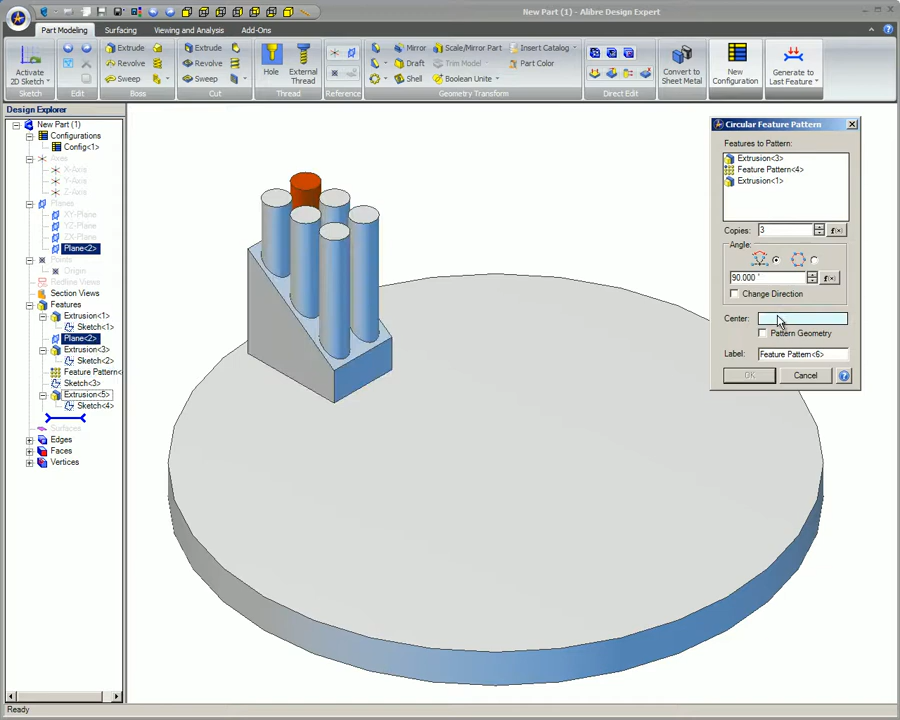 New Part (1) - Alibre Design Expert
Part Modeling Surfacing Viewing and Analysis Add-Ons
Activate 2D Sketch
Extrude
Revolve
Sweep
Extrude
Revolve
Sweep
Hole
External Thread
Mirror Scale/Mirror Part Insert Catalog
Draft Trim Model Part Color
Shell Boolean Unite
Convert to Sheet Metal
New Configuration
Generate to Last Feature
Sketch Edit Boss Cut Thread Reference Geometry Transform Direct Edit
Design Explorer
New Part (1)
Configurations
Config<1>
Axes
X-Axis
Y-Axis
Z-Axis
Planes
XY-Plane
YZ-Plane
ZX-Plane
Plane<2>
Points
Origin
Redline Views
Section Views
Features
Extrusion<1>
Sketch<1>
Plane<2>
Extrusion<3>
Sketch<2>
Feature Pattern<
Sketch<3>
Extrusion<5>
Sketch<4>
Surfaces
Edges
Faces
Vertices
Circular Feature Pattern
Features to Pattern:
Extrusion<3>
Feature Pattern<4>
Extrusion<1>
Copies: 3 f(x)
Angle:
90.000 ° f(x)
Change Direction
Center:
Pattern Geometry
Label: Feature Pattern<6>
OK Cancel ?
Ready